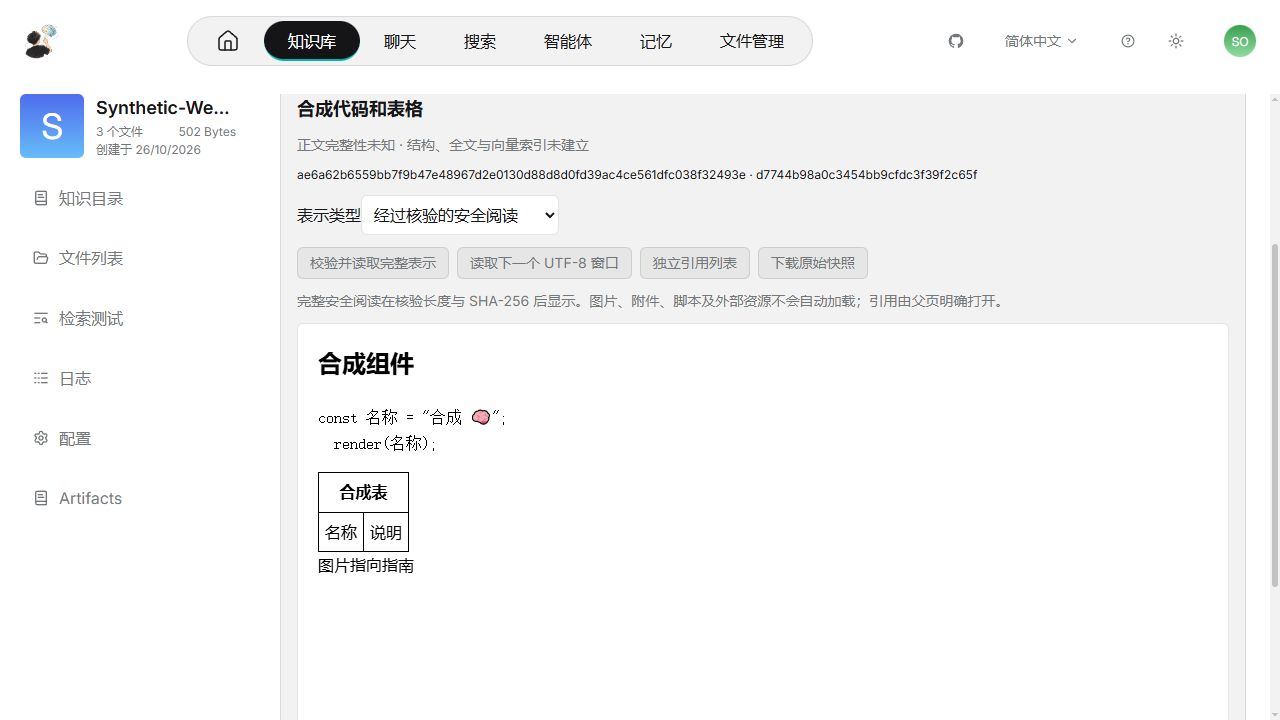 知识库 聊天 搜索 智能体 记忆 文件管理 简体中文 SO
S
Synthetic-We...
3 个文件 502 Bytes
创建于 26/10/2026
知识目录
文件列表
检索测试
日志
配置
Artifacts
合成代码和表格
正文完整性未知 · 结构、全文与向量索引未建立
ae6a62b6559bb7f9b47e48967d2e0130d88d8d0fd39ac4ce561dfc038f32493e · d7744b98a0c3454bb9cfdc3f39f2c65f
表示类型 经过核验的安全阅读
校验并读取完整表示 读取下一个 UTF-8 窗口 独立引用列表 下载原始快照
完整安全阅读在核验长度与 SHA-256 后显示。图片、附件、脚本及外部资源不会自动加载；引用由父页明确打开。
合成组件
const 名称 = "合成 🧠";
render(名称);
合成表
名称 说明
图片指向指南